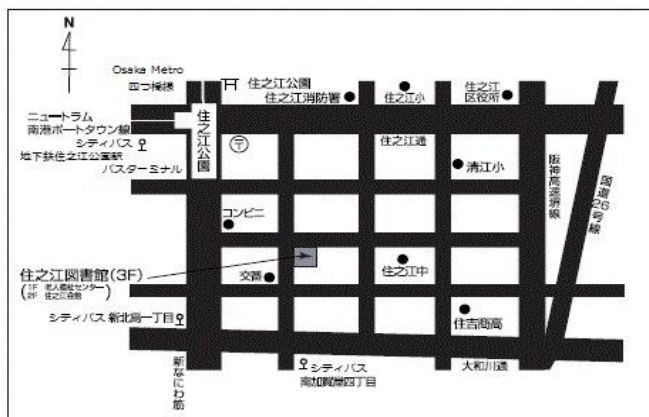 N
Osaka Metro
四つ橋線
住之江公園
住之江消防署
住之江小
住之江
区役所
ニュートラム
南港ポートタウン線
シティバス
地下鉄住之江公園駅
バスターミナル
住之江公園
〒
住之江通
清江小
阪神高速堺線
国道26号線
コンビニ
住之江図書館(3F)
(1F 老人福祉センター
2F 住之江会館)
交番
住之江中
シティバス 新北島一丁目
住吉商高
新なにわ筋
シティバス
南加賀屋四丁目
大和川通